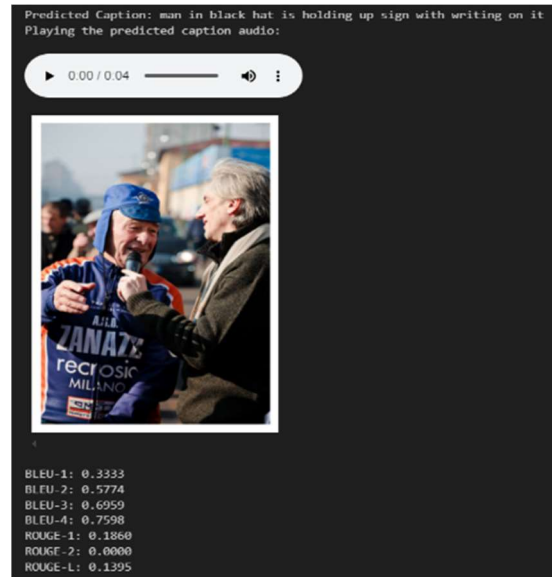 Predicted Caption: man in black hat is holding up sign with writing on it
Playing the predicted caption audio:
0:00 / 0:04
A.S.D.
ZANAZZI
recrosio
MILANO
BLEU-1: 0.3333
BLEU-2: 0.5774
BLEU-3: 0.6959
BLEU-4: 0.7598
ROUGE-1: 0.1860
ROUGE-2: 0.0000
ROUGE-L: 0.1395